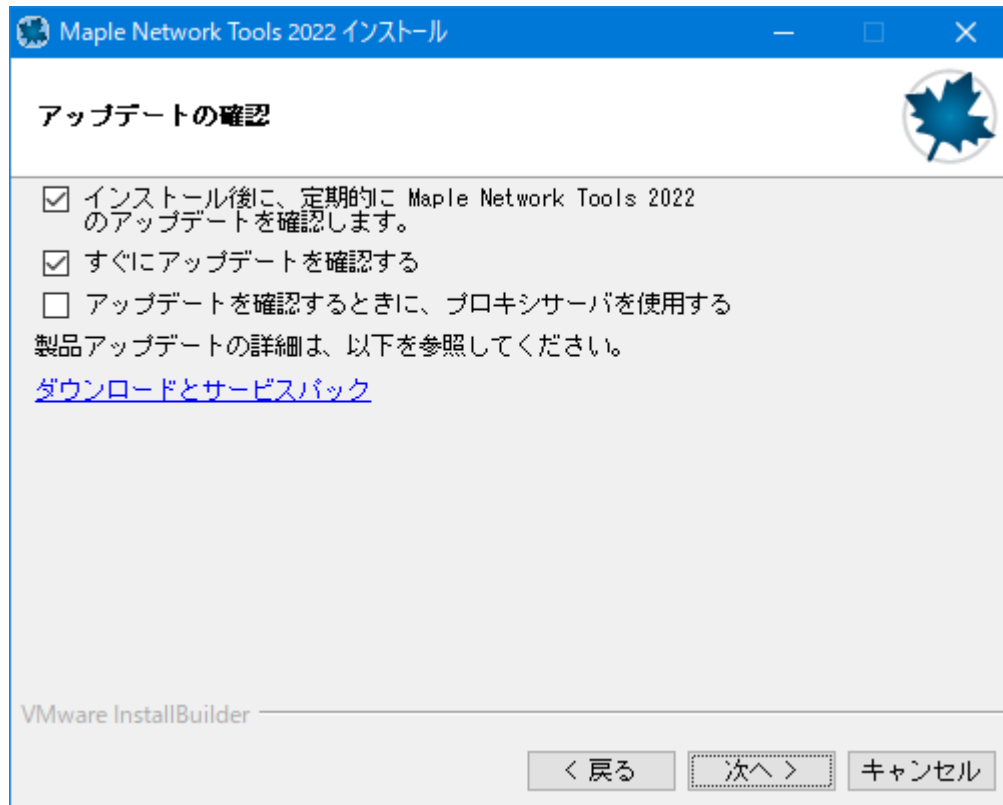 Maple Network Tools 2022 インストール
アップデートの確認
インストール後に、定期的に Maple Network Tools 2022
のアップデートを確認します。
すぐにアップデートを確認する
アップデートを確認するときに、プロキシサーバを使用する
製品アップデートの詳細は、以下を参照してください。
ダウンロードとサービスパック
VMware InstallBuilder
< 戻る 次へ > キャンセル